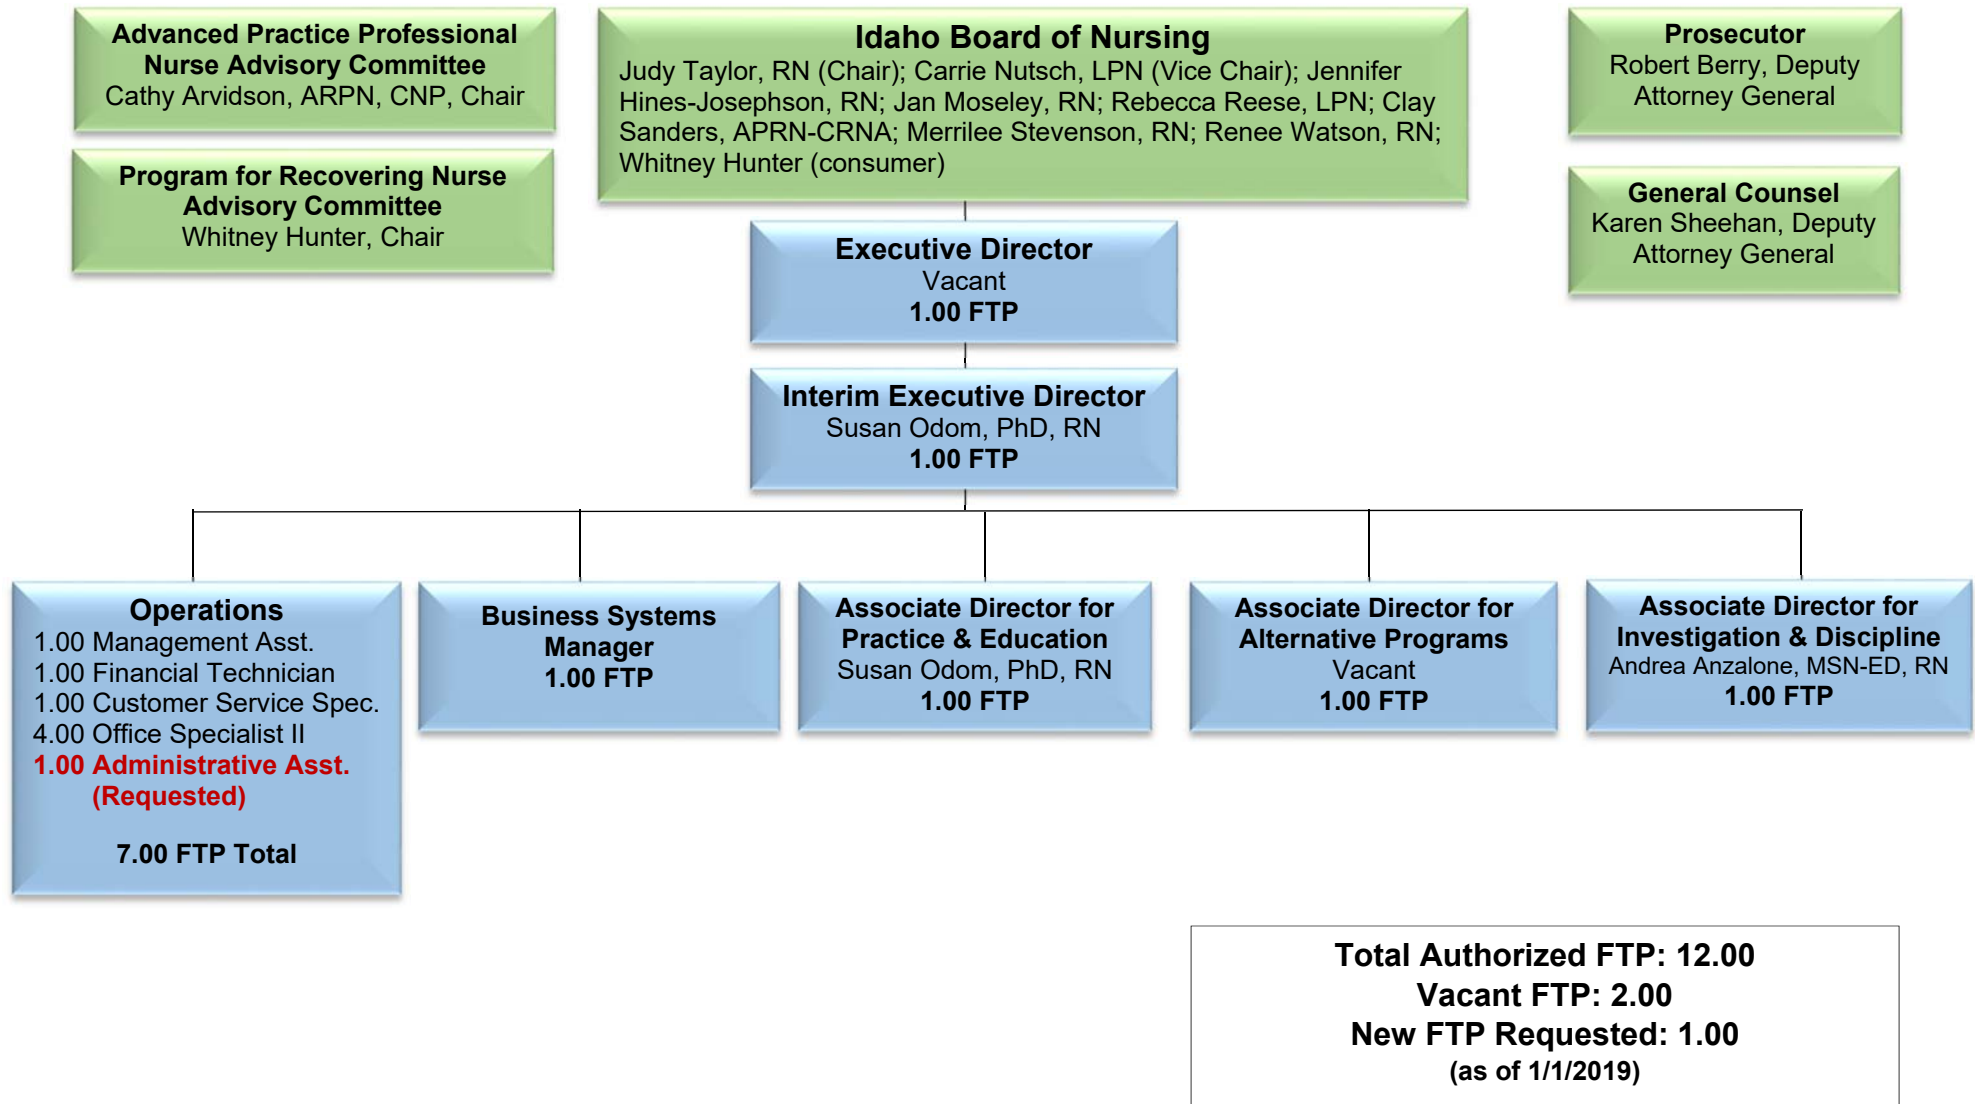 Advanced Practice Professional
Nurse Advisory Committee
Cathy Arvidson, ARPN, CNP, Chair
Program for Recovering Nurse
Advisory Committee
Whitney Hunter, Chair
Idaho Board of Nursing
Judy Taylor, RN (Chair); Carrie Nutsch, LPN (Vice Chair); Jennifer
Hines-Josephson, RN; Jan Moseley, RN; Rebecca Reese, LPN; Clay
Sanders, APRN-CRNA; Merrilee Stevenson, RN; Renee Watson, RN;
Whitney Hunter (consumer)
Prosecutor
Robert Berry, Deputy
Attorney General
General Counsel
Karen Sheehan, Deputy
Attorney General
Executive Director
Vacant
1.00 FTP
Interim Executive Director
Susan Odom, PhD, RN
1.00 FTP
Operations
1.00 Management Asst.
1.00 Financial Technician
1.00 Customer Service Spec.
4.00 Office Specialist II
1.00 Administrative Asst.
(Requested)
7.00 FTP Total
Business Systems
Manager
1.00 FTP
Associate Director for
Practice & Education
Susan Odom, PhD, RN
1.00 FTP
Associate Director for
Alternative Programs
Vacant
1.00 FTP
Associate Director for
Investigation & Discipline
Andrea Anzalone, MSN-ED, RN
1.00 FTP
Total Authorized FTP: 12.00
Vacant FTP: 2.00
New FTP Requested: 1.00
(as of 1/1/2019)